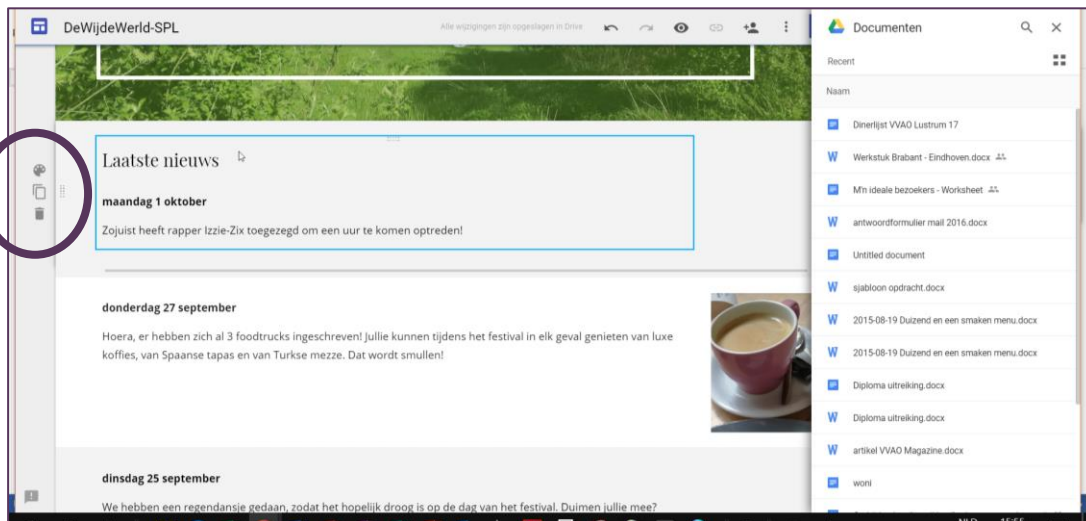 DeWijdeWerld-SPL
Alle wijzigingen zijn opgeslagen in Drive
Laatste nieuws
maandag 1 oktober
Zojuist heeft rapper Izzie-Zix toegezegd om een uur te komen optreden!
donderdag 27 september
Hoera, er hebben zich al 3 foodtrucks ingeschreven! Jullie kunnen tijdens het festival in elk geval genieten van luxe
koffies, van Spaanse tapas en van Turkse mezze. Dat wordt smullen!
dinsdag 25 september
We hebben een regendansje gedaan, zodat het hopelijk droog is op de dag van het festival. Duimen jullie mee?
Documenten
Recent
Naam
Dinerlijst VVAO Lustrum 17
Werkstuk Brabant - Eindhoven.docx
M'n ideale bezoekers - Worksheet
antwoordformulier mail 2016.docx
Untitled document
sjabloon opdracht.docx
2015-08-19 Duizend en een smaken menu.docx
2015-08-19 Duizend en een smaken menu.docx
Diploma uitreiking.docx
Diploma uitreiking.docx
artikel VVAO Magazine.docx
woni
NLD 15:55